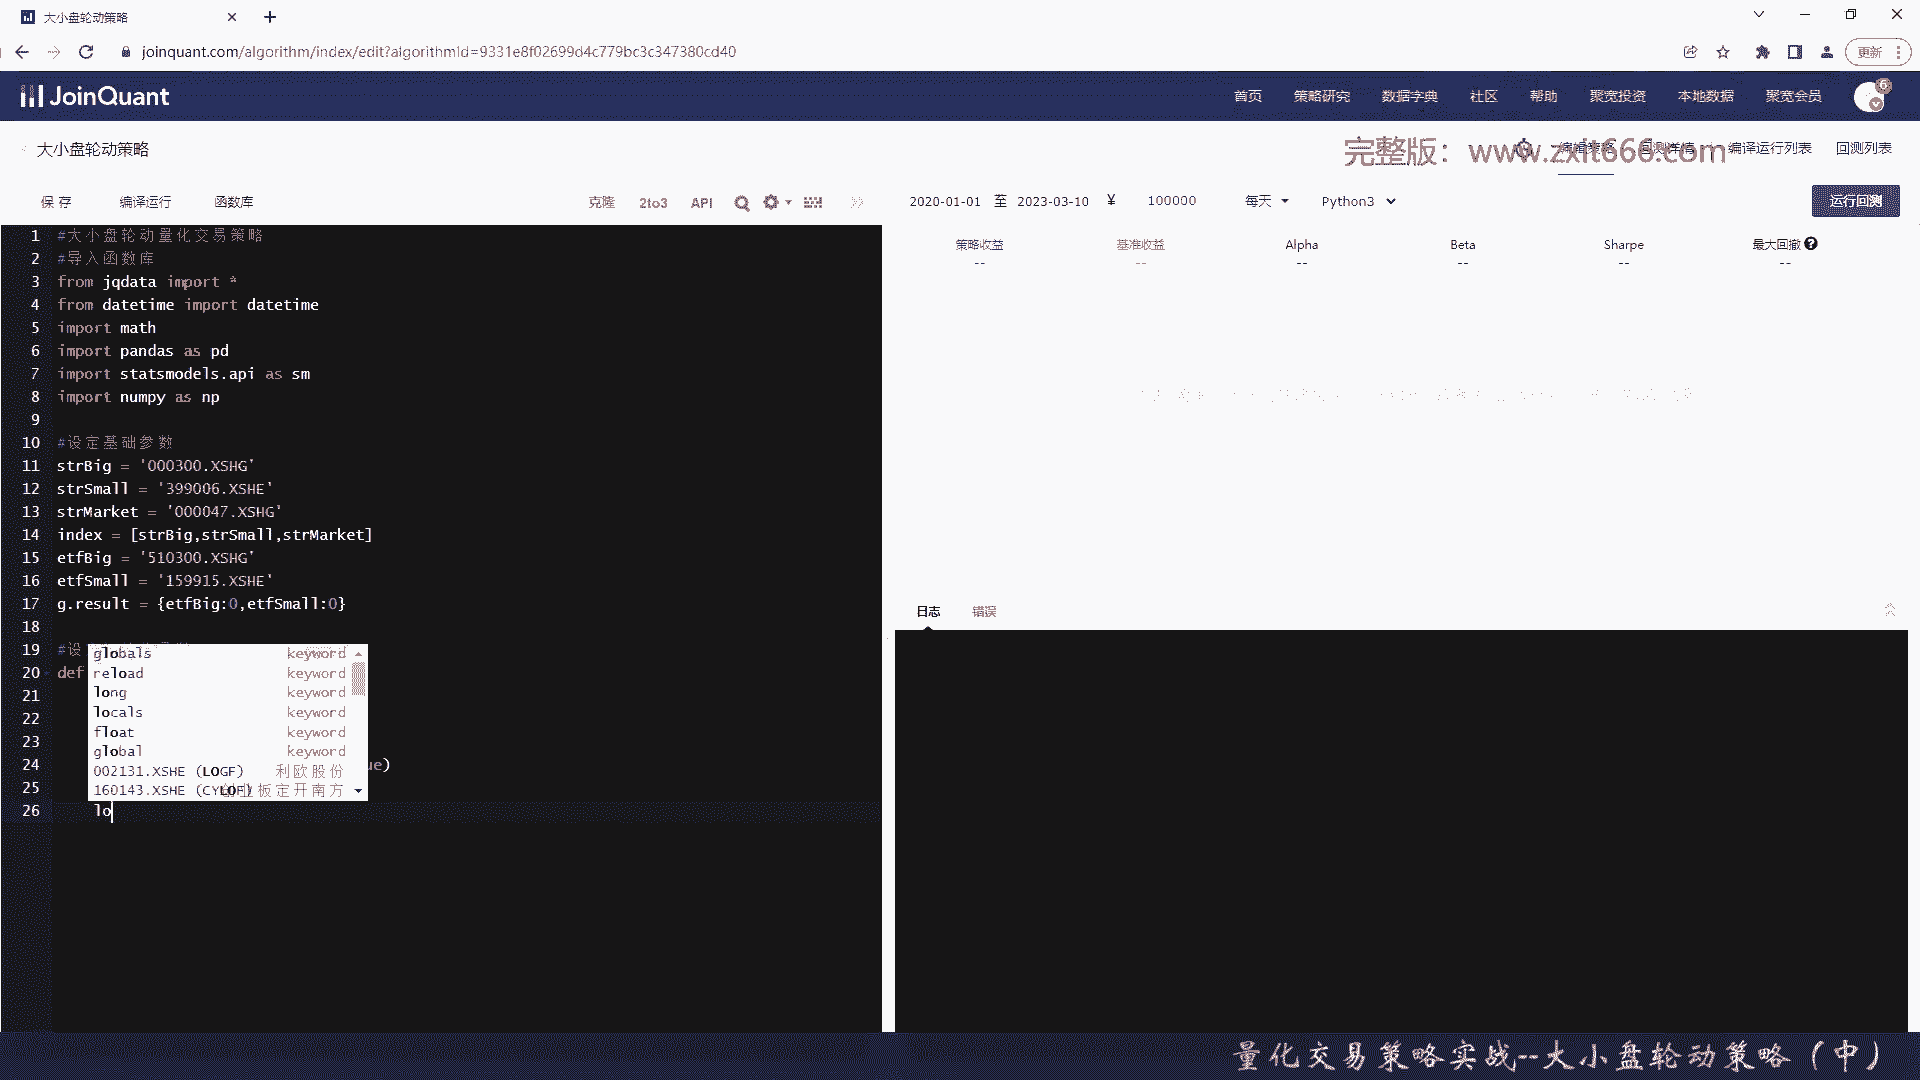 大小盘轮动策略
joinquant.com/algorithm/index/edit?algorithmId=9331e8f02699d4c779bc3c347380cd40
更新
JoinQuant
首页 策略研究 数据字典 社区 帮助 聚宽投资 本地数据 聚宽会员
6
大小盘轮动策略
编辑策略 回测详情 编译运行列表 回测列表
完整版：www.zxit666.com
保存 编译运行 函数库 克隆 2to3 API
2020-01-01 至 2023-03-10 ¥ 100000 每天 Python3 运行回测
策略收益 基准收益 Alpha Beta Sharpe 最大回撤
-- -- -- -- -- --
1 #大小盘轮动量化交易策略
2 #导入函数库
3 from jqdata import *
4 from datetime import datetime
5 import math
6 import pandas as pd
7 import statsmodels.api as sm
8 import numpy as np
9
10 #设定基础参数
11 strBig = '000300.XSHG'
12 strSmall = '399006.XSHE'
13 strMarket = '000047.XSHG'
14 index = [strBig,strSmall,strMarket]
15 etfBig = '510300.XSHG'
16 etfSmall = '159915.XSHE'
17 g.result = {etfBig:0,etfSmall:0}
18
19 #设
20 def
21
22
23
24 ue)
25
26 lo
globals keyword
reload keyword
long keyword
locals keyword
float keyword
global keyword
002131.XSHE (LOGF) 利欧股份
160143.XSHE (CYLOF) 板定开南方
日志 错误
量化交易策略实战--大小盘轮动策略（中）